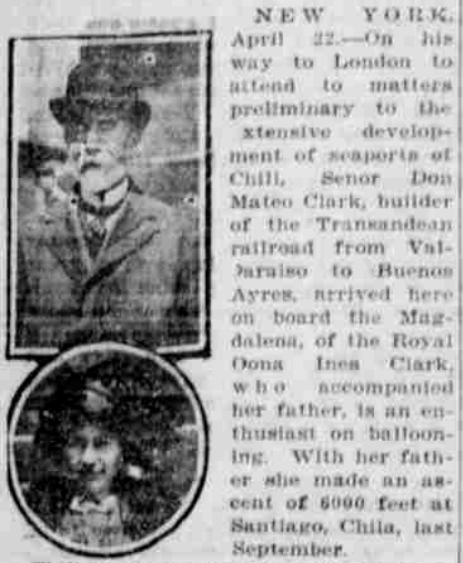 NEW YORK,
April 22.—On his
way to London to
attend to matters
preliminary to the
xtensive develop-
ment of seaports of
Chili, Senor Don
Mateo Clark, builder
of the Transandean
railroad from Val-
paraiso to Buenos
Ayres, arrived here
on board the Mag-
dalena, of the Royal
Oona Ines Clark,
who accompanied
her father, is an en-
thusiast on balloon-
ing. With her fath-
er she made an as-
cent of 6000 feet at
Santiago, Chila, last
September.